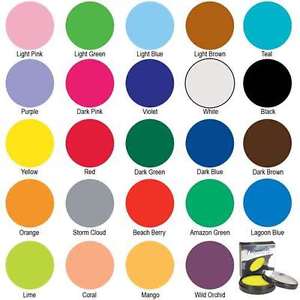 Light Pink
Light Green
Light Blue
Light Brown
Teal
Purple
Dark Pink
Violet
White
Black
Yellow
Red
Dark Green
Dark Blue
Dark Brown
Orange
Storm Cloud
Beach Berry
Amazon Green
Lagoon Blue
Lime
Coral
Mango
Wild Orchid